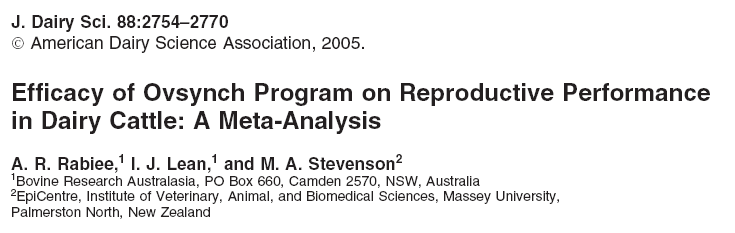 J. Dairy Sci. 88:2754–2770
© American Dairy Science Association, 2005.
Efficacy of Ovsynch Program on Reproductive Performance
in Dairy Cattle: A Meta-Analysis
A. R. Rabiee,¹ I. J. Lean,¹ and M. A. Stevenson²
¹Bovine Research Australasia, PO Box 660, Camden 2570, NSW, Australia
²EpiCentre, Institute of Veterinary, Animal, and Biomedical Sciences, Massey University,
Palmerston North, New Zealand